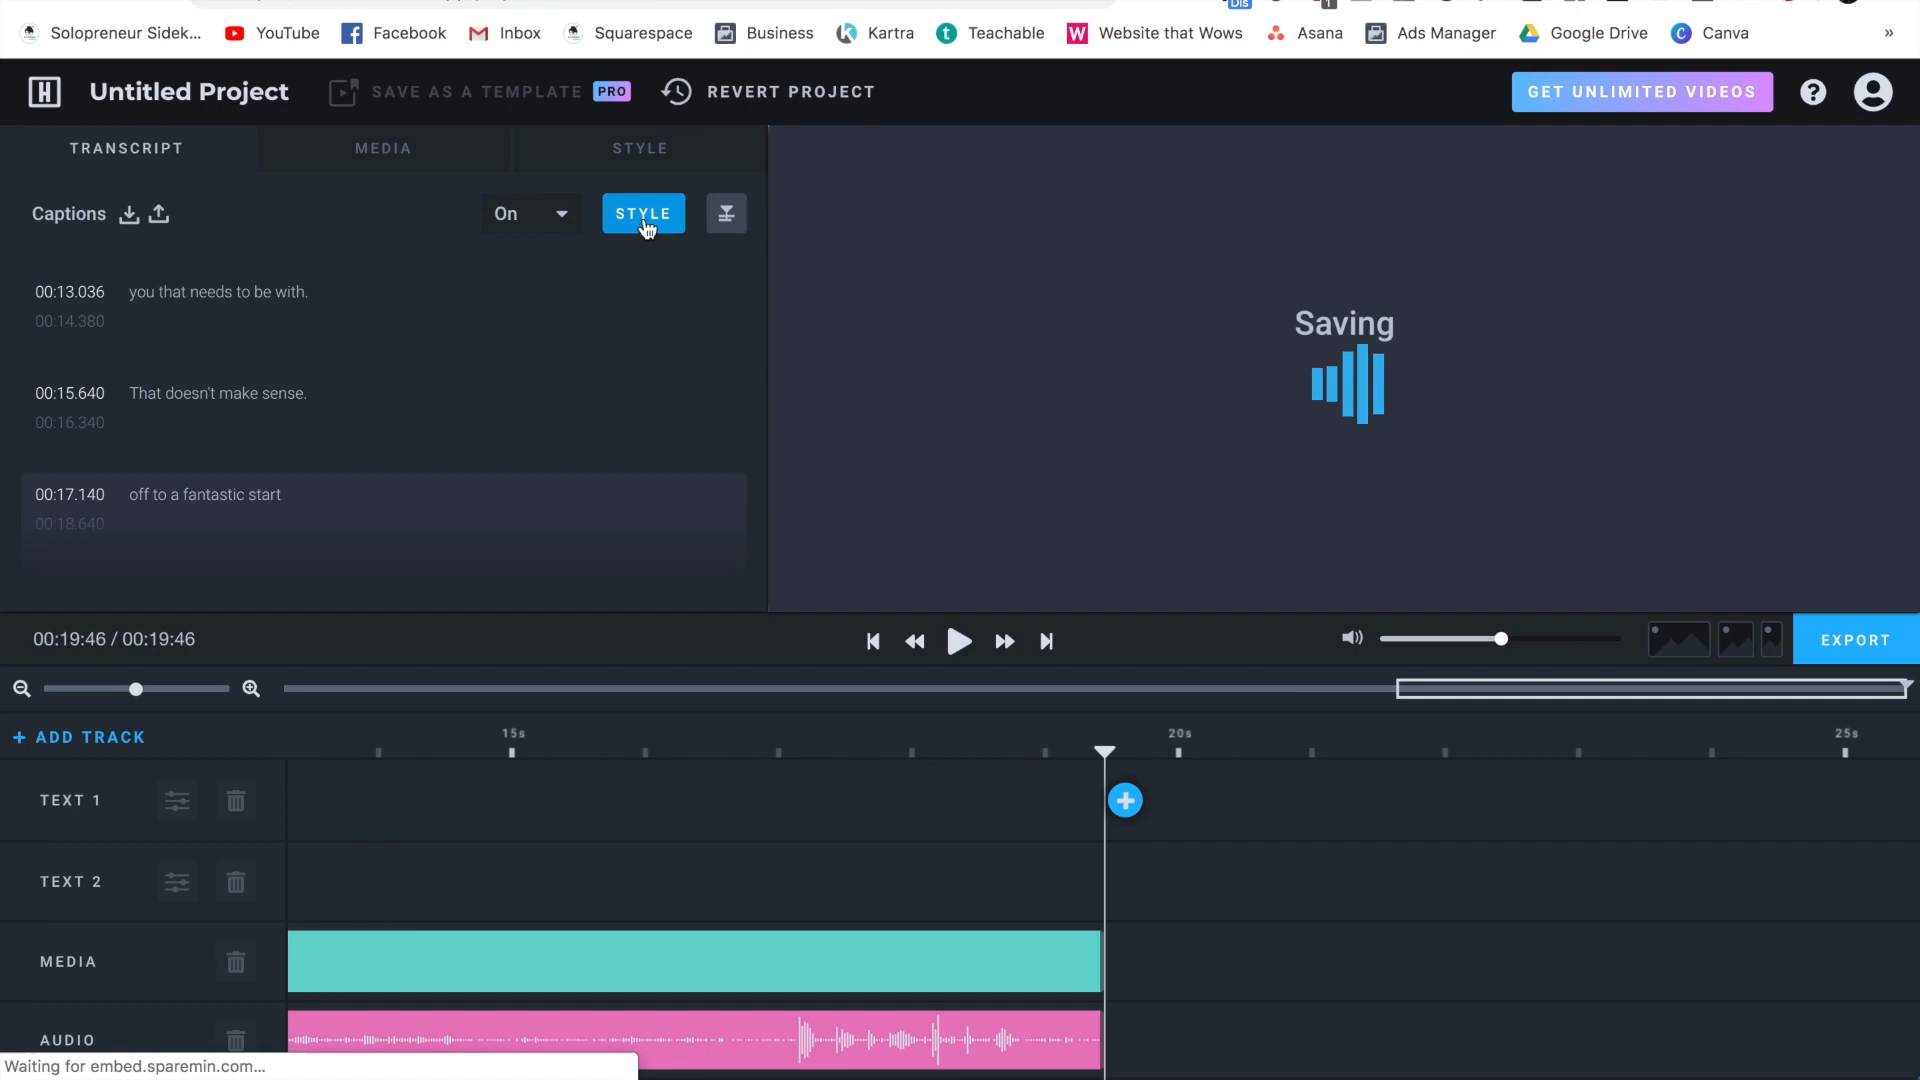 Solopreneur Sidek...
YouTube
Facebook
Inbox
Squarespace
Business
Kartra
Teachable
Website that Wows
Asana
Ads Manager
Google Drive
Canva
»
Untitled Project
SAVE AS A TEMPLATE PRO
REVERT PROJECT
GET UNLIMITED VIDEOS
TRANSCRIPT
MEDIA
STYLE
Captions
On
STYLE
00:13.036 you that needs to be with.
00:14.380
00:15.640 That doesn't make sense.
00:16.340
00:17.140 off to a fantastic start
00:18.640
Saving
00:19:46 / 00:19:46
EXPORT
+ ADD TRACK
15s
20s
25s
TEXT 1
TEXT 2
MEDIA
AUDIO
Waiting for embed.sparemin.com...